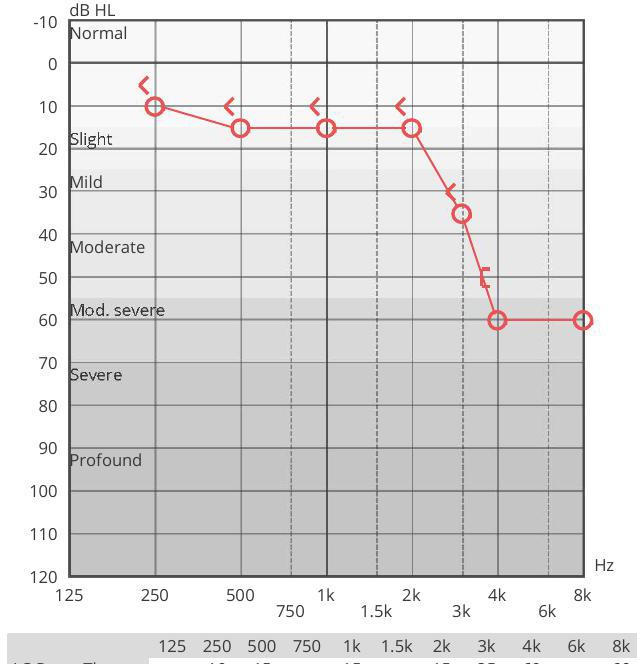 dB HL
-10
Normal
0
10
Slight
20
Mild
30
40
Moderate
50
Mod. severe
60
70
Severe
80
90
Profound
100
110
120
Hz
125 250 500 1k 2k 4k 8k
750 1.5k 3k 6k
125 250 500 750 1k 1.5k 2k 3k 4k 6k 8k